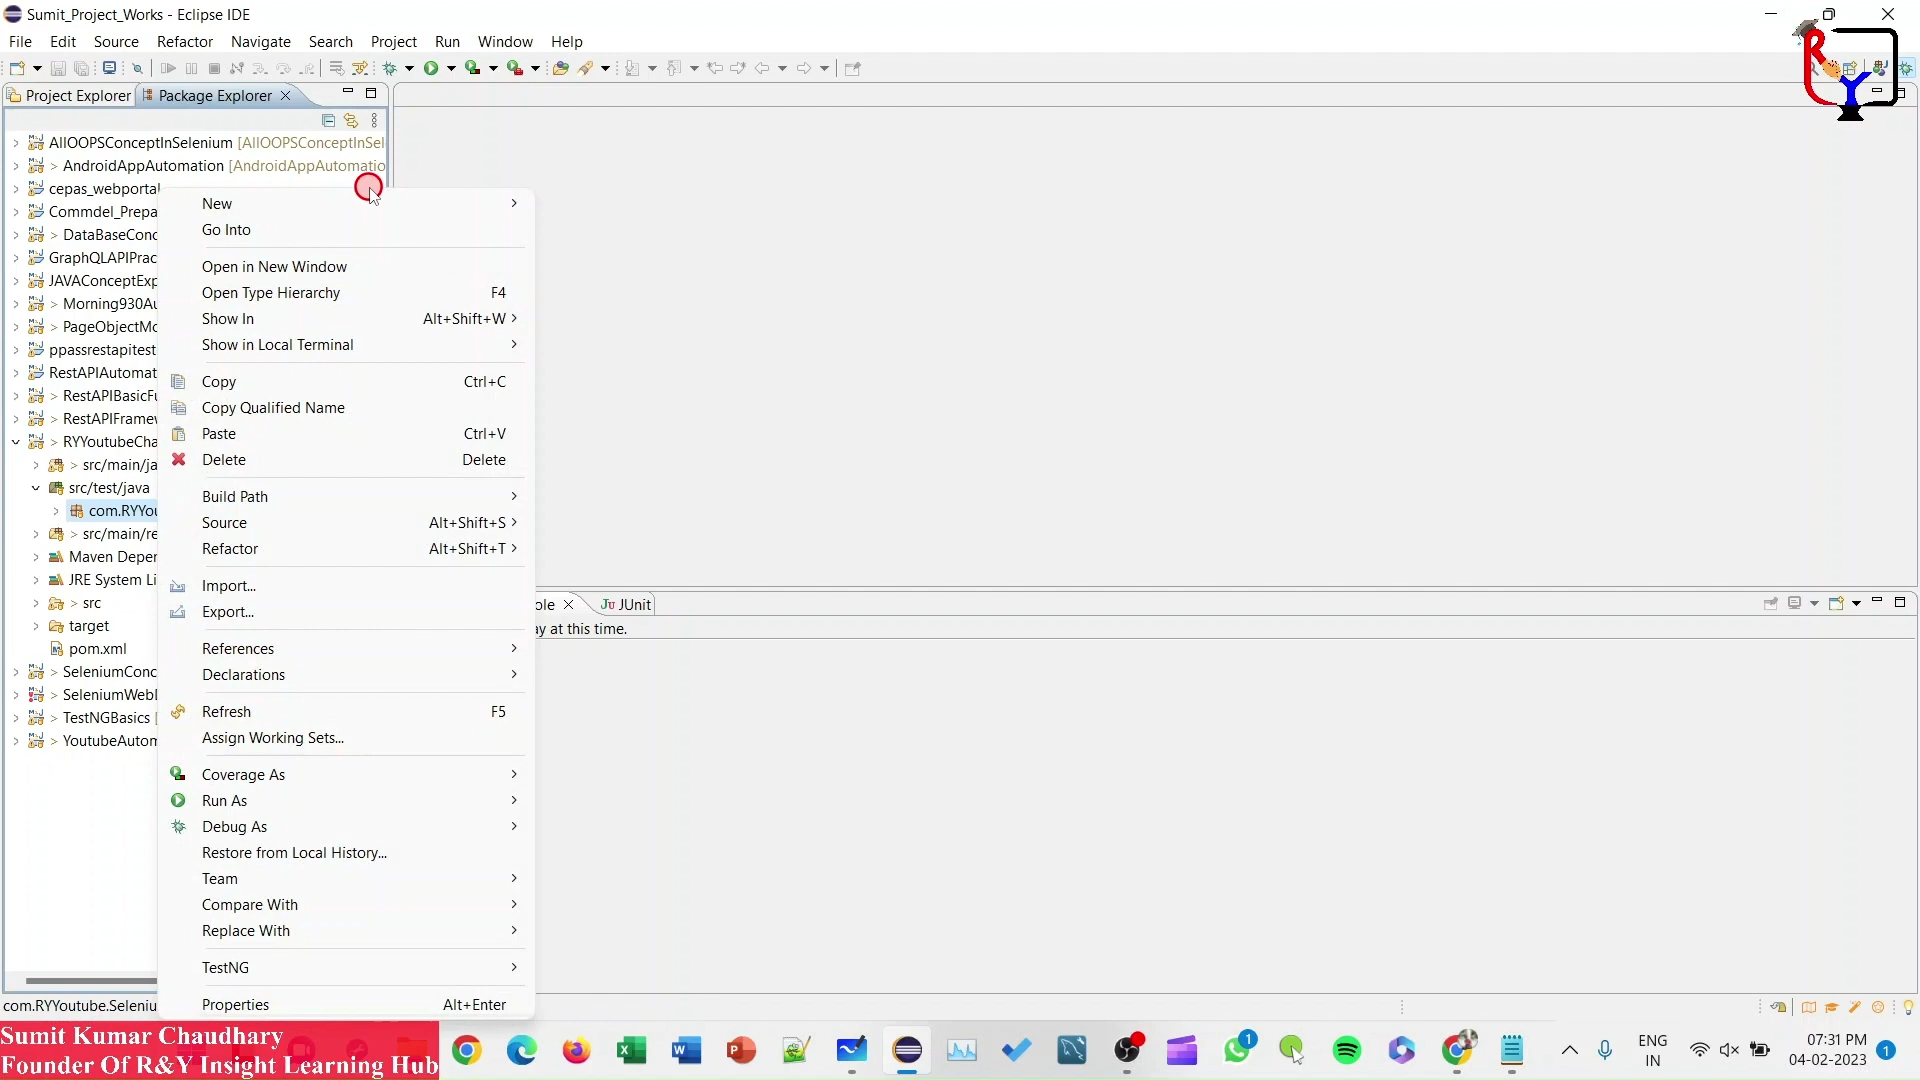 Sumit_Project_Works - Eclipse IDE
File Edit Source Refactor Navigate Search Project Run Window Help
Project Explorer Package Explorer
AllOOPSConceptInSelenium [AllOOPSConceptInSel
> AndroidAppAutomation [AndroidAppAutomatio
cepas_webportal
Commdel_Prepa
> DataBaseConc
GraphQLAPIPrac
JAVAConceptExp
> Morning930Au
> PageObjectMo
ppassrestapitest
RestAPIAutomat
> RestAPIBasicFu
> RestAPIFramew
> RYYoutubeCha
> src/main/ja
src/test/java
com.RYYou
> src/main/re
Maven Depen
JRE System Li
> src
target
pom.xml
> SeleniumConc
> SeleniumWebD
> TestNGBasics [
> YoutubeAutom
New
Go Into
Open in New Window
Open Type Hierarchy F4
Show In Alt+Shift+W
Show in Local Terminal
Copy Ctrl+C
Copy Qualified Name
Paste Ctrl+V
Delete Delete
Build Path
Source Alt+Shift+S
Refactor Alt+Shift+T
Import...
Export...
References
Declarations
Refresh F5
Assign Working Sets...
Coverage As
Run As
Debug As
Restore from Local History...
Team
Compare With
Replace With
TestNG
Properties Alt+Enter
ole JUnit
ay at this time.
com.RYYoutube.Seleniu
Sumit Kumar Chaudhary
Founder Of R&Y Insight Learning Hub
ENG
IN
07:31 PM
04-02-2023
1
1
R
Y